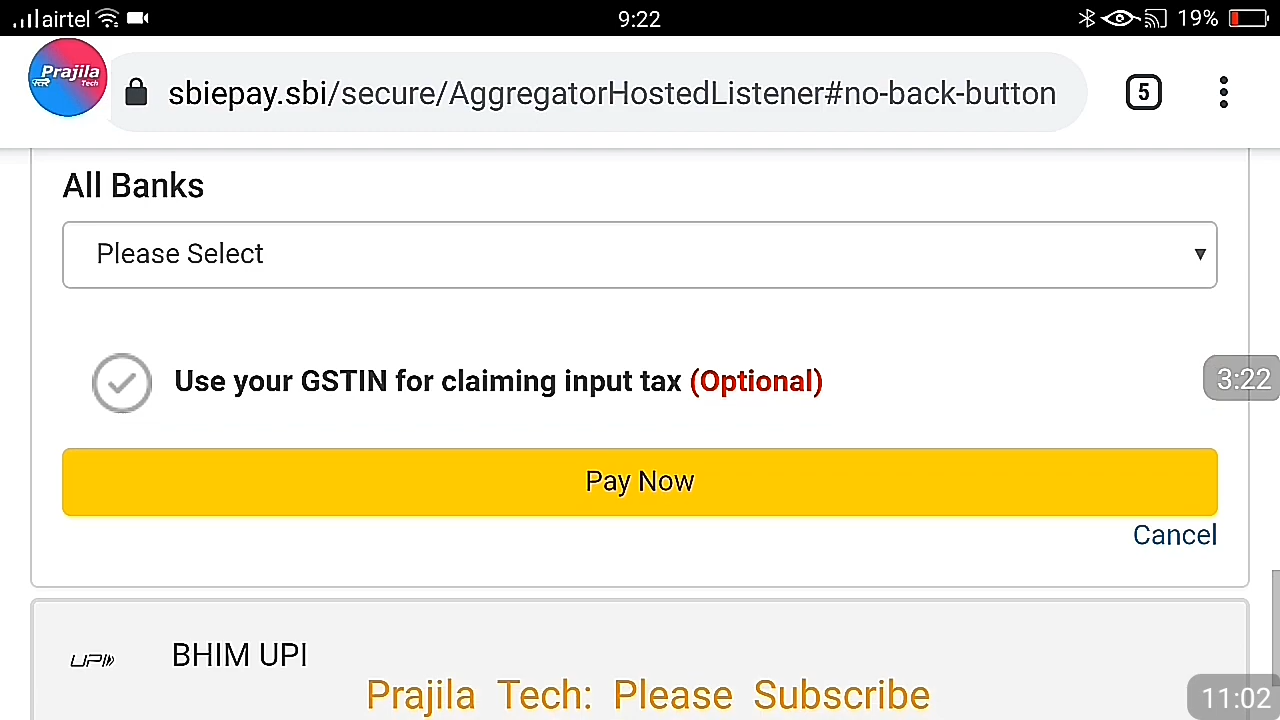 airtel 9:22 19%
Prajila Tech
sbiepay.sbi/secure/AggregatorHostedListener#no-back-button 5
All Banks
Please Select
Use your GSTIN for claiming input tax (Optional)
3:22
Pay Now
Cancel
UPI BHIM UPI
Prajila Tech: Please Subscribe
11:02